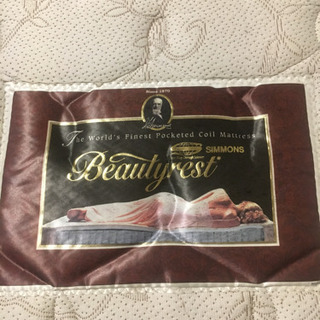 Since 1870
The World's Finest Pocketed Coil Mattress
SIMMONS
Beautyrest